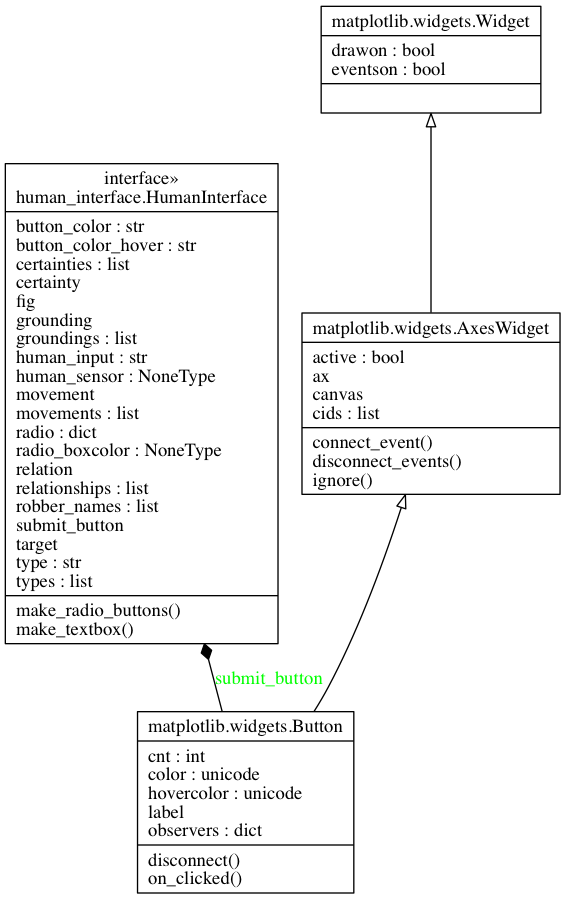 matplotlib.widgets.Widget
drawon : bool
eventson : bool
interface»
human_interface.HumanInterface
button_color : str
button_color_hover : str
certainties : list
certainty
fig
grounding
groundings : list
human_input : str
human_sensor : NoneType
movement
movements : list
radio : dict
radio_boxcolor : NoneType
relation
relationships : list
robber_names : list
submit_button
target
type : str
types : list
make_radio_buttons()
make_textbox()
matplotlib.widgets.AxesWidget
active : bool
ax
canvas
cids : list
connect_event()
disconnect_events()
ignore()
submit_button
matplotlib.widgets.Button
cnt : int
color : unicode
hovercolor : unicode
label
observers : dict
disconnect()
on_clicked()